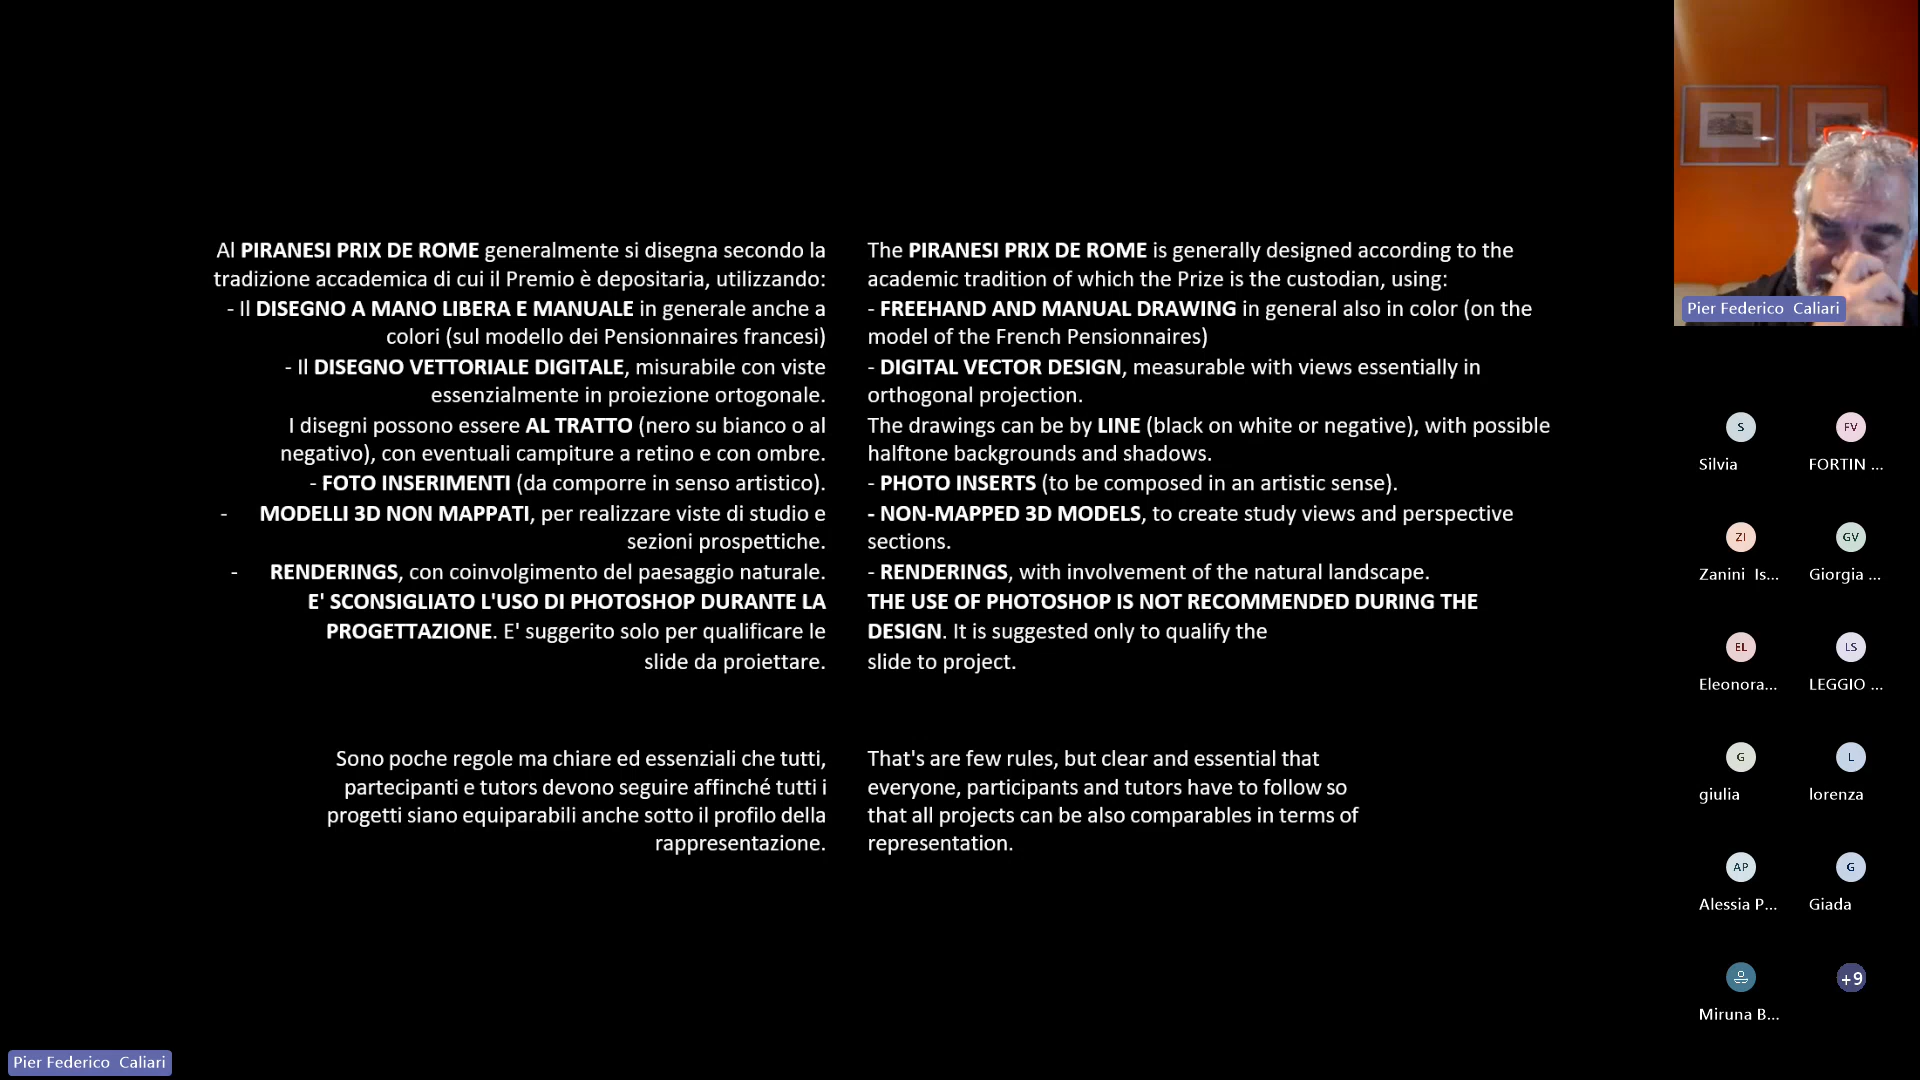 Al PIRANESI PRIX DE ROME generalmente si disegna secondo la
tradizione accademica di cui il Premio è depositaria, utilizzando:
- Il DISEGNO A MANO LIBERA E MANUALE in generale anche a
colori (sul modello dei Pensionnaires francesi)
- Il DISEGNO VETTORIALE DIGITALE, misurabile con viste
essenzialmente in proiezione ortogonale.
I disegni possono essere AL TRATTO (nero su bianco o al
negativo), con eventuali campiture a retino e con ombre.
- FOTO INSERIMENTI (da comporre in senso artistico).
- MODELLI 3D NON MAPPATI, per realizzare viste di studio e
sezioni prospettiche.
- RENDERINGS, con coinvolgimento del paesaggio naturale.
E' SCONSIGLIATO L'USO DI PHOTOSHOP DURANTE LA
PROGETTAZIONE. E' suggerito solo per qualificare le
slide da proiettare.
Sono poche regole ma chiare ed essenziali che tutti,
partecipanti e tutors devono seguire affinché tutti i
progetti siano equiparabili anche sotto il profilo della
rappresentazione.
The PIRANESI PRIX DE ROME is generally designed according to the
academic tradition of which the Prize is the custodian, using:
- FREEHAND AND MANUAL DRAWING in general also in color (on the
model of the French Pensionnaires)
- DIGITAL VECTOR DESIGN, measurable with views essentially in
orthogonal projection.
The drawings can be by LINE (black on white or negative), with possible
halftone backgrounds and shadows.
- PHOTO INSERTS (to be composed in an artistic sense).
- NON-MAPPED 3D MODELS, to create study views and perspective
sections.
- RENDERINGS, with involvement of the natural landscape.
THE USE OF PHOTOSHOP IS NOT RECOMMENDED DURING THE
DESIGN. It is suggested only to qualify the
slide to project.
That's are few rules, but clear and essential that
everyone, participants and tutors have to follow so
that all projects can be also comparables in terms of
representation.
Pier Federico Caliari
S
Silvia
FV
FORTIN ...
ZI
Zanini Is...
GV
Giorgia ...
EL
Eleonora...
LS
LEGGIO ...
G
giulia
L
lorenza
AP
Alessia P...
G
Giada
Miruna B...
+9
Pier Federico Caliari